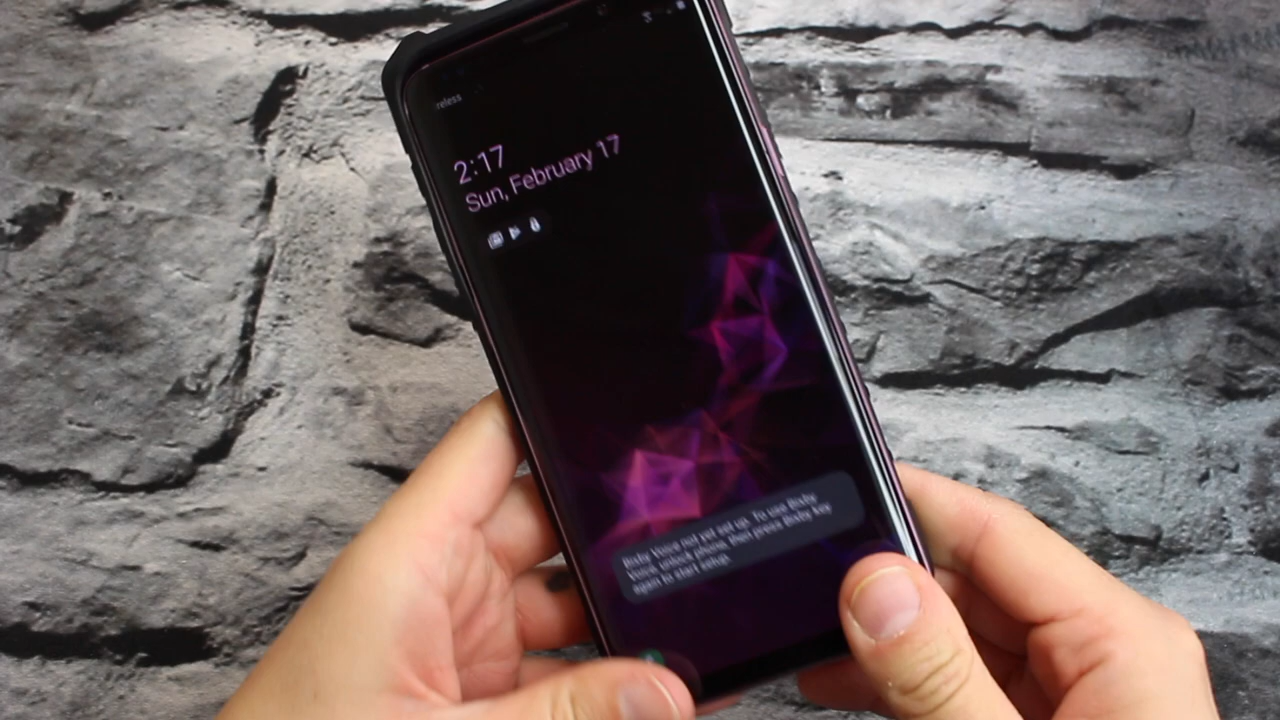 reless
2:17
Sun, February 17
Bixby Voice not yet set up. To use Bixby
Voice, unlock phone, then press Bixby key
again to start setup.